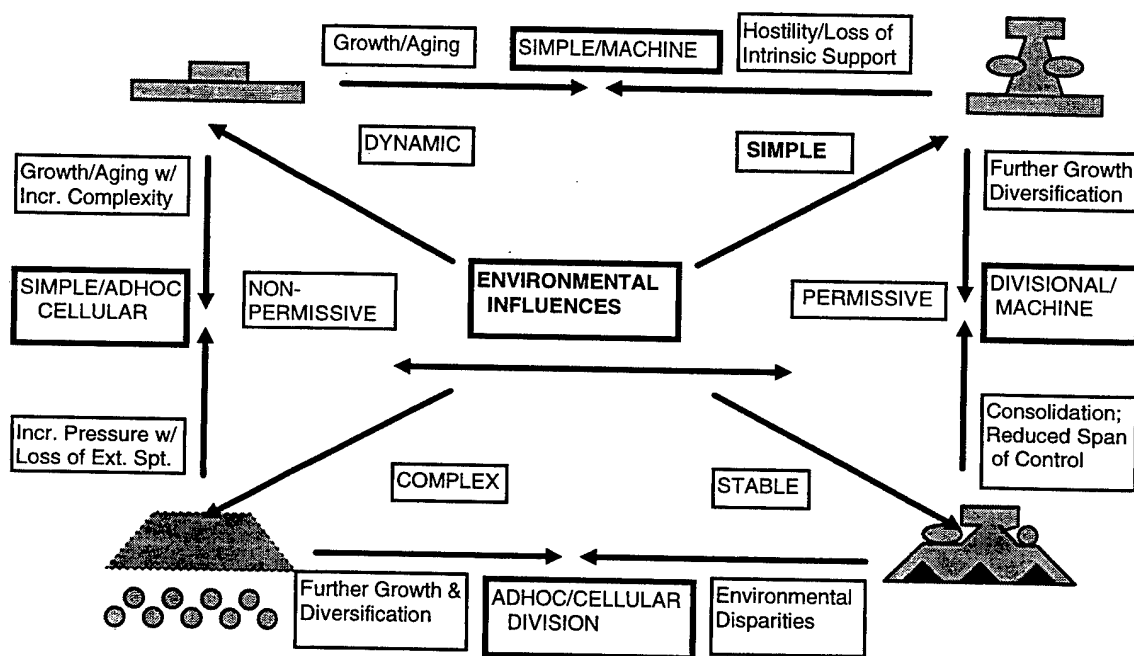 Growth/Aging
SIMPLE/MACHINE
Hostility/Loss of
Intrinsic Support
DYNAMIC
SIMPLE
Growth/Aging w/
Incr. Complexity
Further Growth
Diversification
SIMPLE/ADHOC
CELLULAR
NON-
PERMISSIVE
ENVIRONMENTAL
INFLUENCES
PERMISSIVE
DIVISIONAL/
MACHINE
Incr. Pressure w/
Loss of Ext. Spt.
Consolidation;
Reduced Span
of Control
COMPLEX
STABLE
Further Growth &
Diversification
ADHOC/CELLULAR
DIVISION
Environmental
Disparities